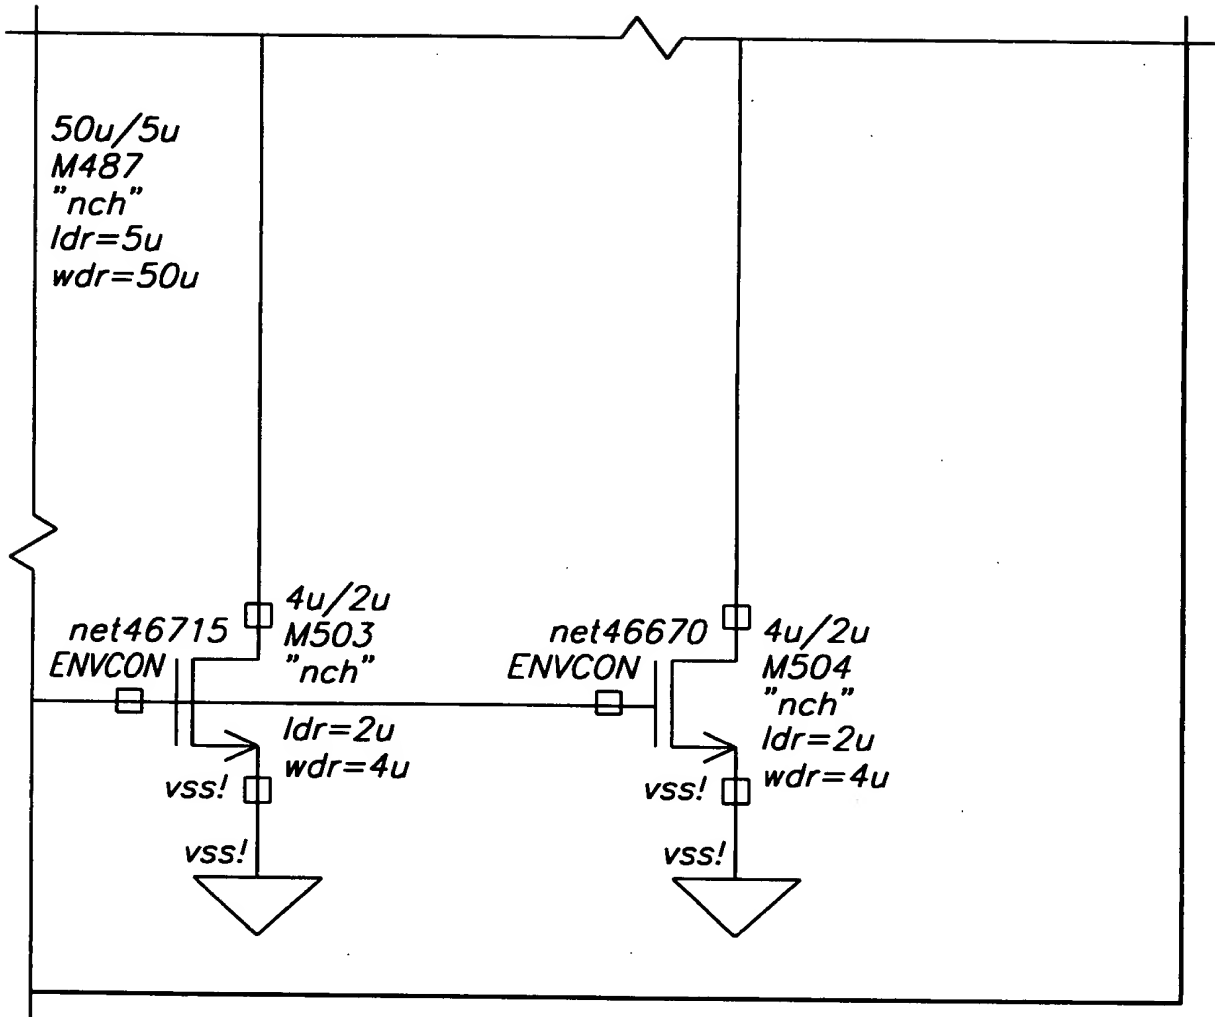 50u/5u
M487
"nch"
ldr=5u
wdr=50u
net46715
ENVCON
4u/2u
M503
"nch"
ldr=2u
wdr=4u
vss!
vss!
net46670
ENVCON
4u/2u
M504
"nch"
ldr=2u
wdr=4u
vss!
vss!